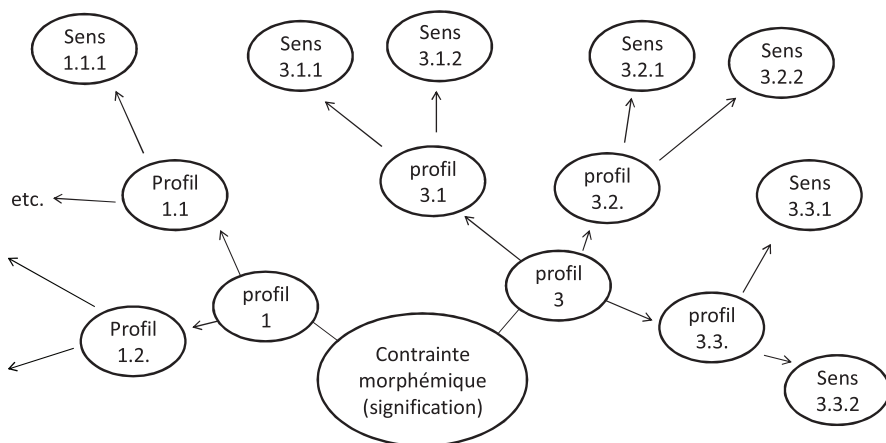 Sens
1.1.1
Sens
3.1.1
Sens
3.1.2
Sens
3.2.1
Sens
3.2.2
Profil
1.1
profil
3.1
profil
3.2.
Sens
3.3.1
etc.
profil
1
profil
3
Profil
1.2.
profil
3.3.
Contrainte
morphémique
(signification)
Sens
3.3.2